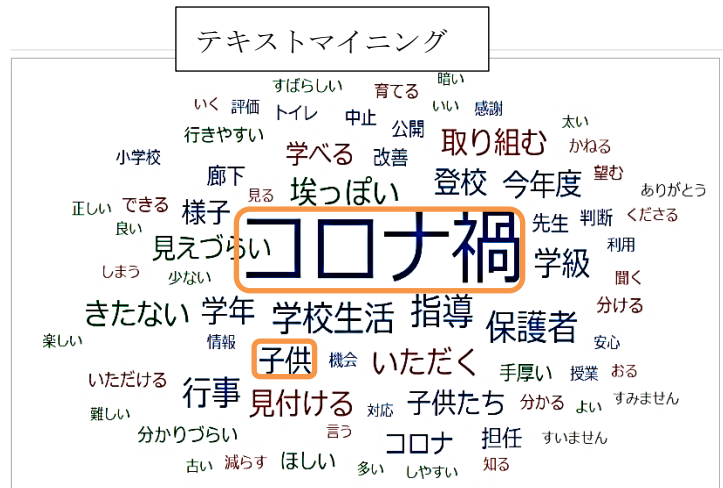 テキストマイニング
すばらしい 育てる 暗い
いく 評価 トイレ 中止 いい 感謝
行きやすい 公開 太い
小学校 学べる 改善 取り組む かねる
廊下 埃っぽい 登校 今年度 望む ありがとう
正しい できる 様子 見る 先生 判断 くださる
良い 見えづらい コロナ禍 学級 利用
しまう 少ない 聞く
きたない 学年 学校生活 指導 保護者 分ける
楽しい 情報 安心
子供 機会 いただく 手厚い 授業 おる
いただける 行事 見付ける 対応 子供たち 分かる よい すみません
難しい
分かりづらい 言う コロナ 担任 すいません
古い 減らす ほしい 多い しやすい 知る